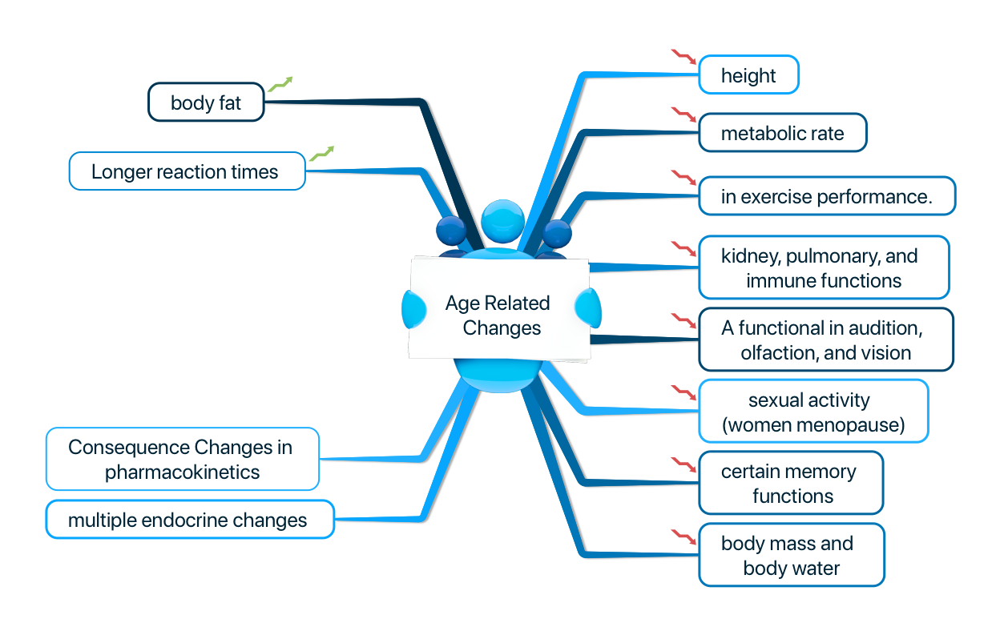 Age Related
Changes
body fat
Longer reaction times
Consequence Changes in
pharmacokinetics
multiple endocrine changes
height
metabolic rate
in exercise performance.
kidney, pulmonary, and
immune functions
A functional in audition,
olfaction, and vision
sexual activity
(women menopause)
certain memory
functions
body mass and
body water